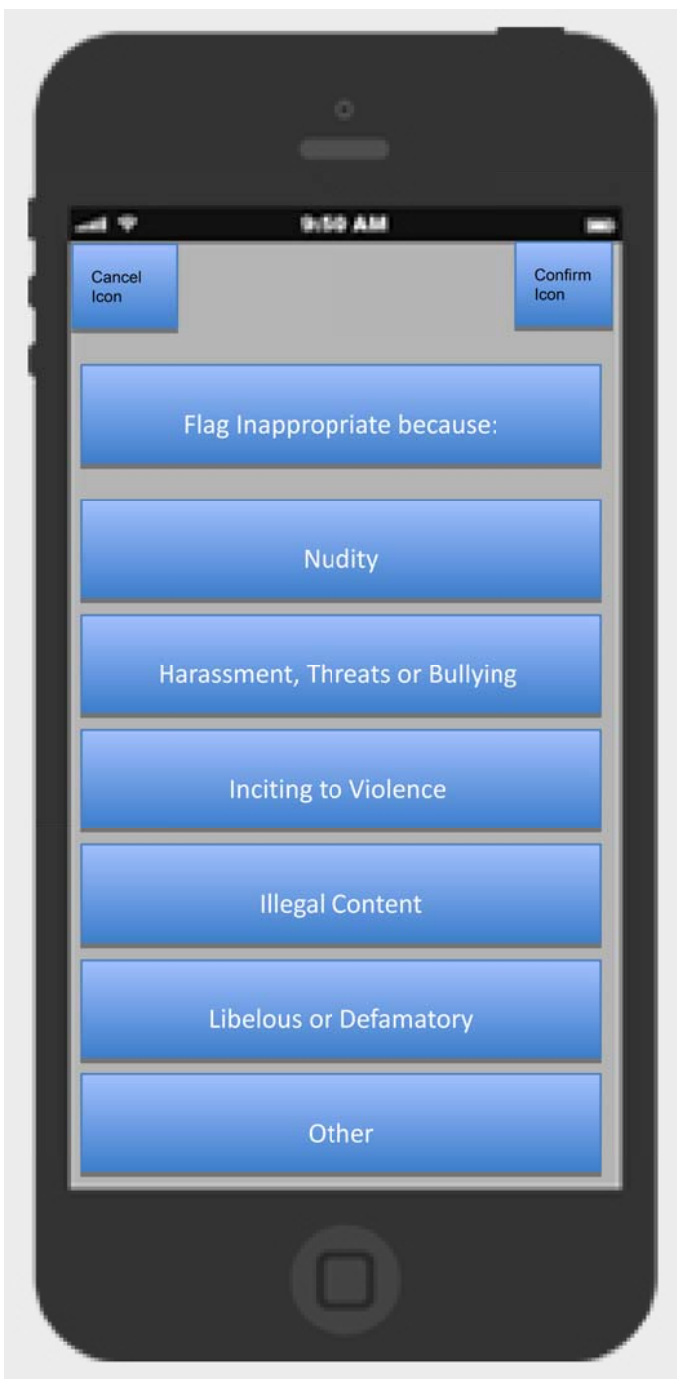 9:50 AM
Cancel
Icon
Confirm
Icon
Flag Inappropriate because:
Nudity
Harassment, Threats or Bullying
Inciting to Violence
Illegal Content
Libelous or Defamatory
Other